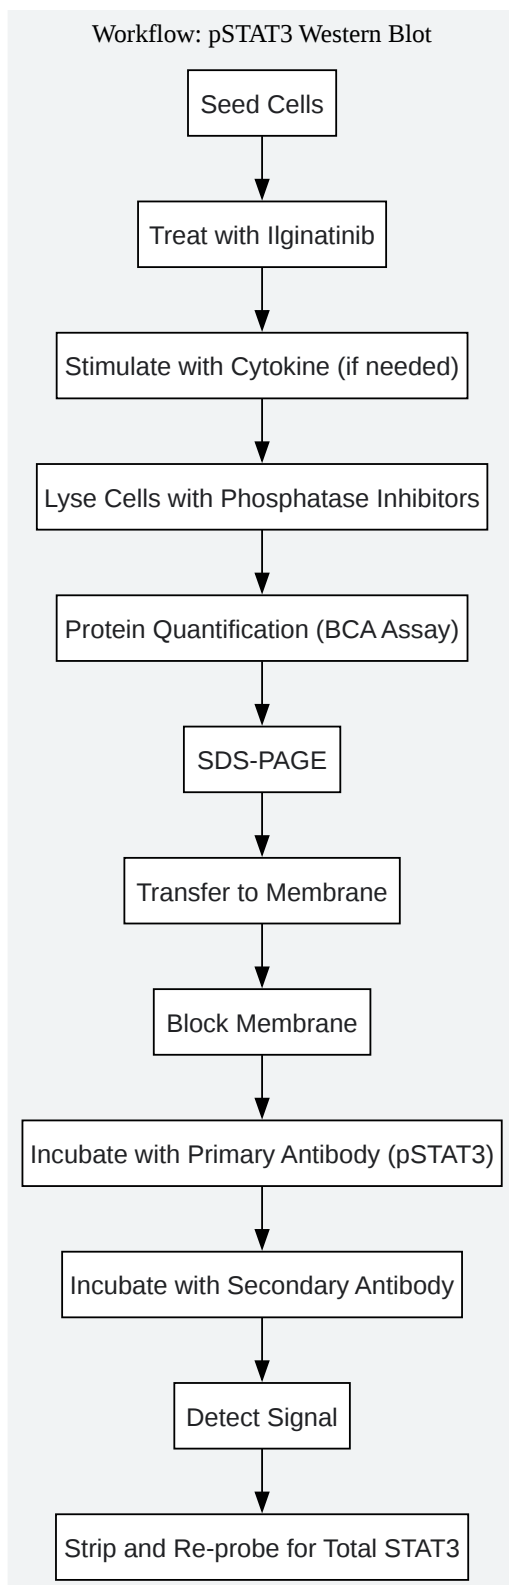 Workflow: pSTAT3 Western Blot
Seed Cells
Treat with Ilginatinib
Stimulate with Cytokine (if needed)
Lyse Cells with Phosphatase Inhibitors
Protein Quantification (BCA Assay)
SDS-PAGE
Transfer to Membrane
Block Membrane
Incubate with Primary Antibody (pSTAT3)
Incubate with Secondary Antibody
Detect Signal
Strip and Re-probe for Total STAT3